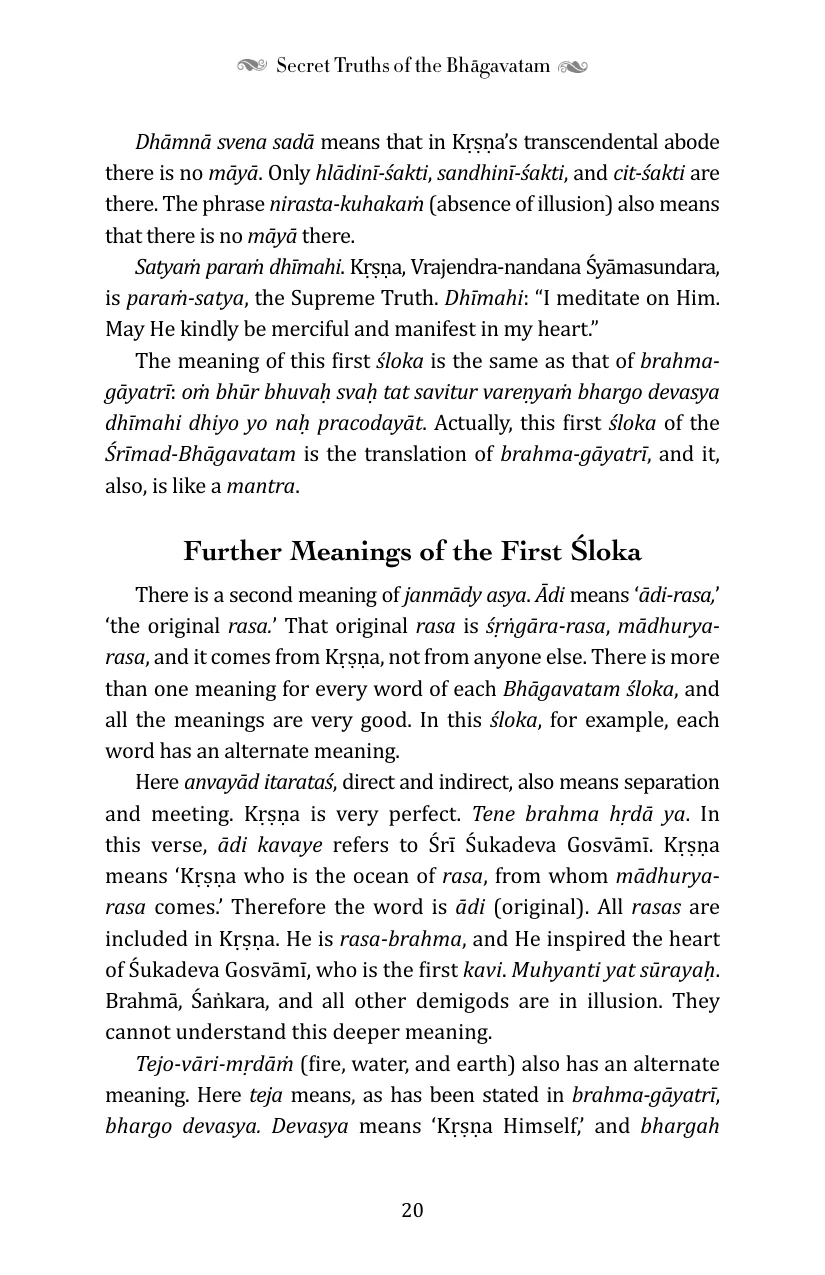 Secret Truths of the Bhāgavatam
Dhāmnā svena sadā means that in Kṛṣṇa’s transcendental abode
there is no māyā. Only hlādinī-śakti, sandhinī-śakti, and cit-śakti are
there. The phrase nirasta-kuhakaṁ (absence of illusion) also means
that there is no māyā there.
Satyaṁ paraṁ dhīmahi. Kṛṣṇa, Vrajendra-nandana Śyāmasundara,
is paraṁ-satya, the Supreme Truth. Dhīmahi: “I meditate on Him.
May He kindly be merciful and manifest in my heart.”
The meaning of this first śloka is the same as that of brahma-
gāyatrī: oṁ bhūr bhuvaḥ svaḥ tat savitur vareṇyaṁ bhargo devasya
dhīmahi dhiyo yo naḥ pracodayāt. Actually, this first śloka of the
Śrīmad-Bhāgavatam is the translation of brahma-gāyatrī, and it,
also, is like a mantra.
Further Meanings of the First Śloka
There is a second meaning of janmādy asya. Ādi means ‘ādi-rasa,’
‘the original rasa.’ That original rasa is śṛṅgāra-rasa, mādhurya-
rasa, and it comes from Kṛṣṇa, not from anyone else. There is more
than one meaning for every word of each Bhāgavatam śloka, and
all the meanings are very good. In this śloka, for example, each
word has an alternate meaning.
Here anvayād itarataś, direct and indirect, also means separation
and meeting. Kṛṣṇa is very perfect. Tene brahma hṛdā ya. In
this verse, ādi kavaye refers to Śrī Śukadeva Gosvāmī. Kṛṣṇa
means ‘Kṛṣṇa who is the ocean of rasa, from whom mādhurya-
rasa comes.’ Therefore the word is ādi (original). All rasas are
included in Kṛṣṇa. He is rasa-brahma, and He inspired the heart
of Śukadeva Gosvāmī, who is the first kavi. Muhyanti yat sūrayaḥ.
Brahmā, Śaṅkara, and all other demigods are in illusion. They
cannot understand this deeper meaning.
Tejo-vāri-mṛdāṁ (fire, water, and earth) also has an alternate
meaning. Here teja means, as has been stated in brahma-gāyatrī,
bhargo devasya. Devasya means ‘Kṛṣṇa Himself,’ and bhargah
20